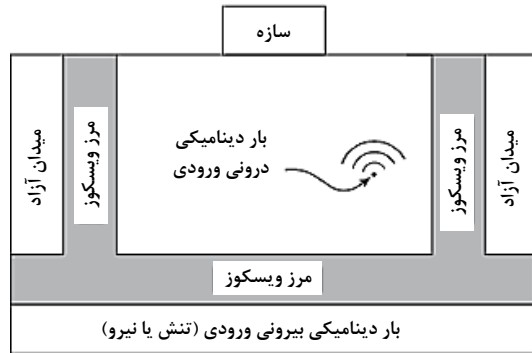 سازه
میدان آزاد
مرز ویسکوز
بار دینامیکی
درونی ورودی
مرز ویسکوز
میدان آزاد
مرز ویسکوز
بار دینامیکی بیرونی ورودی (تنش یا نیرو)